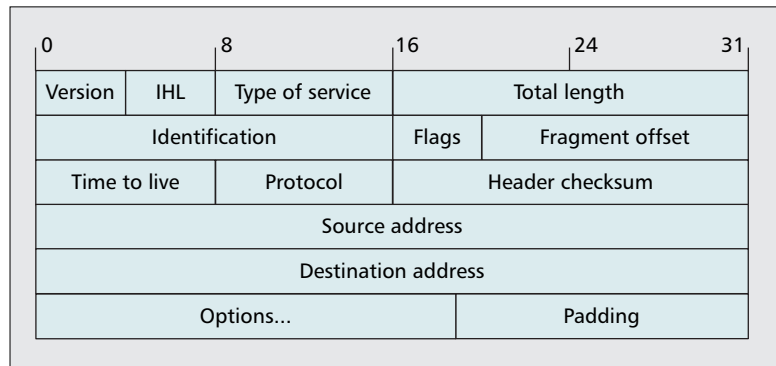 0 8 16 24 31
Version IHL Type of service Total length
Identification Flags Fragment offset
Time to live Protocol Header checksum
Source address
Destination address
Options... Padding